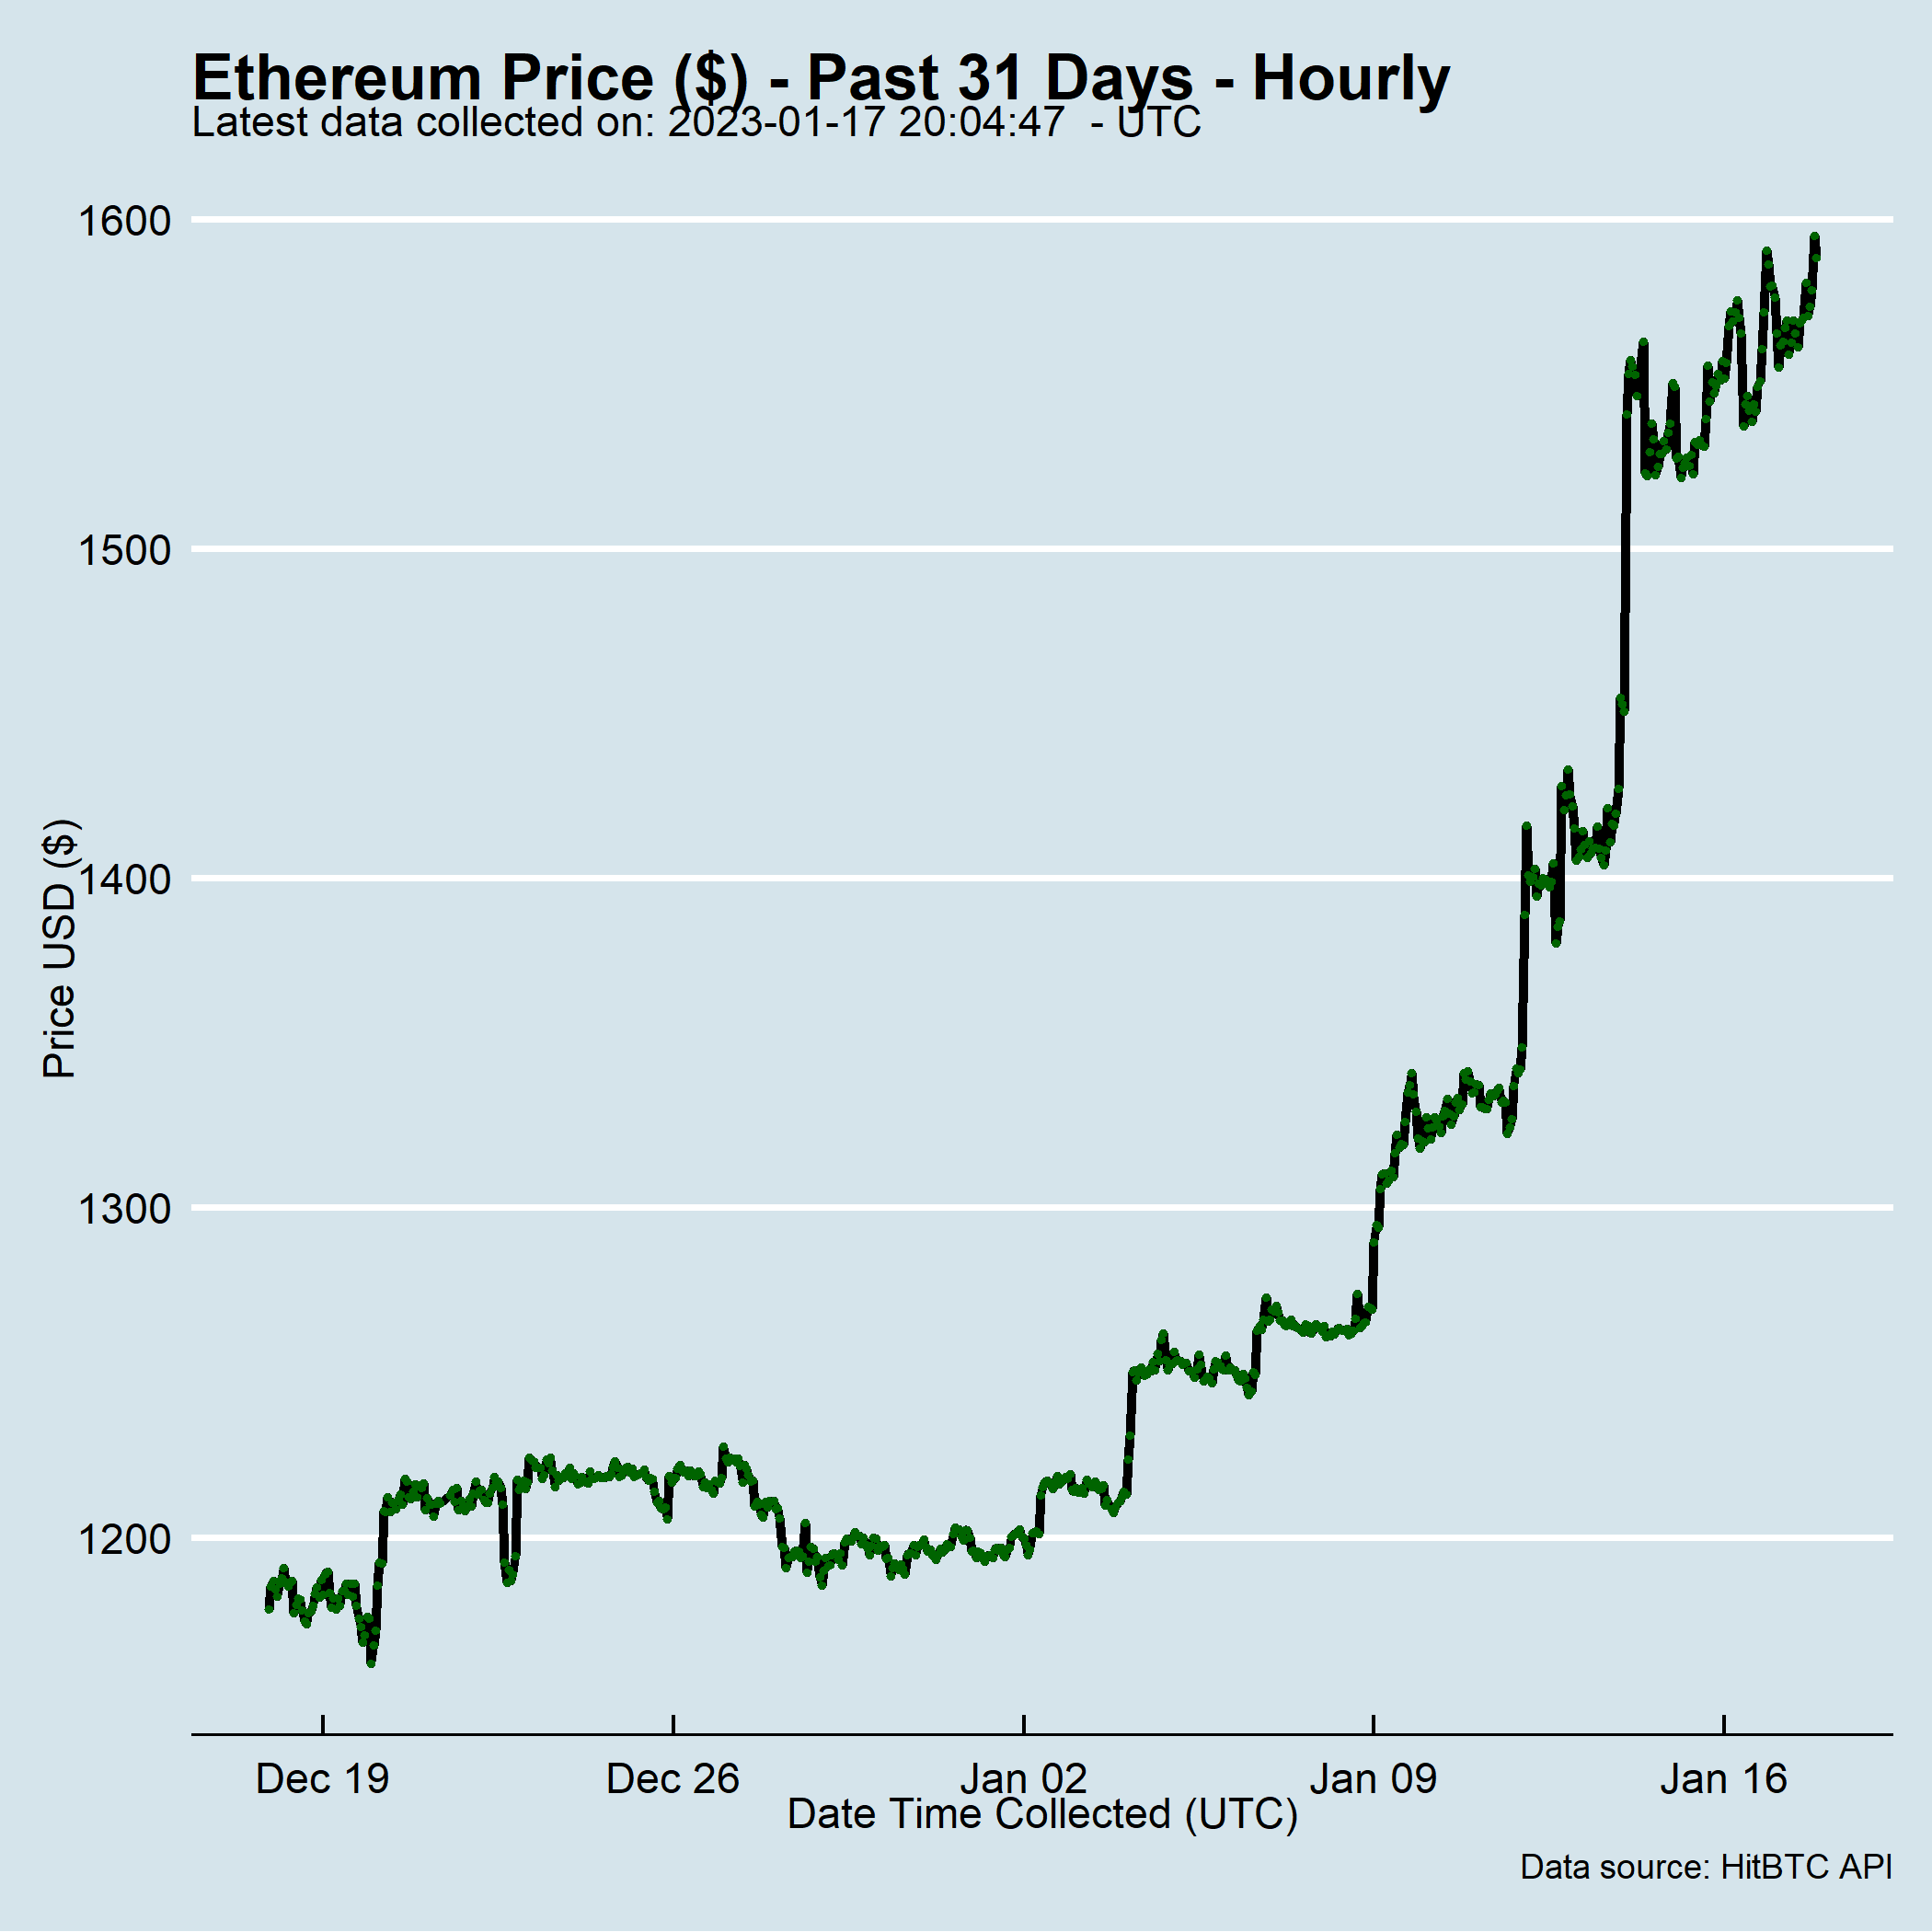 Ethereum Price ($) - Past 31 Days - Hourly
Latest data collected on: 2023-01-17 20:04:47  - UTC
1600
1500
1400
1300
1200
Price USD ($)
Dec 19
Dec 26
Jan 02
Jan 09
Jan 16
Date Time Collected (UTC)
Data source: HitBTC API